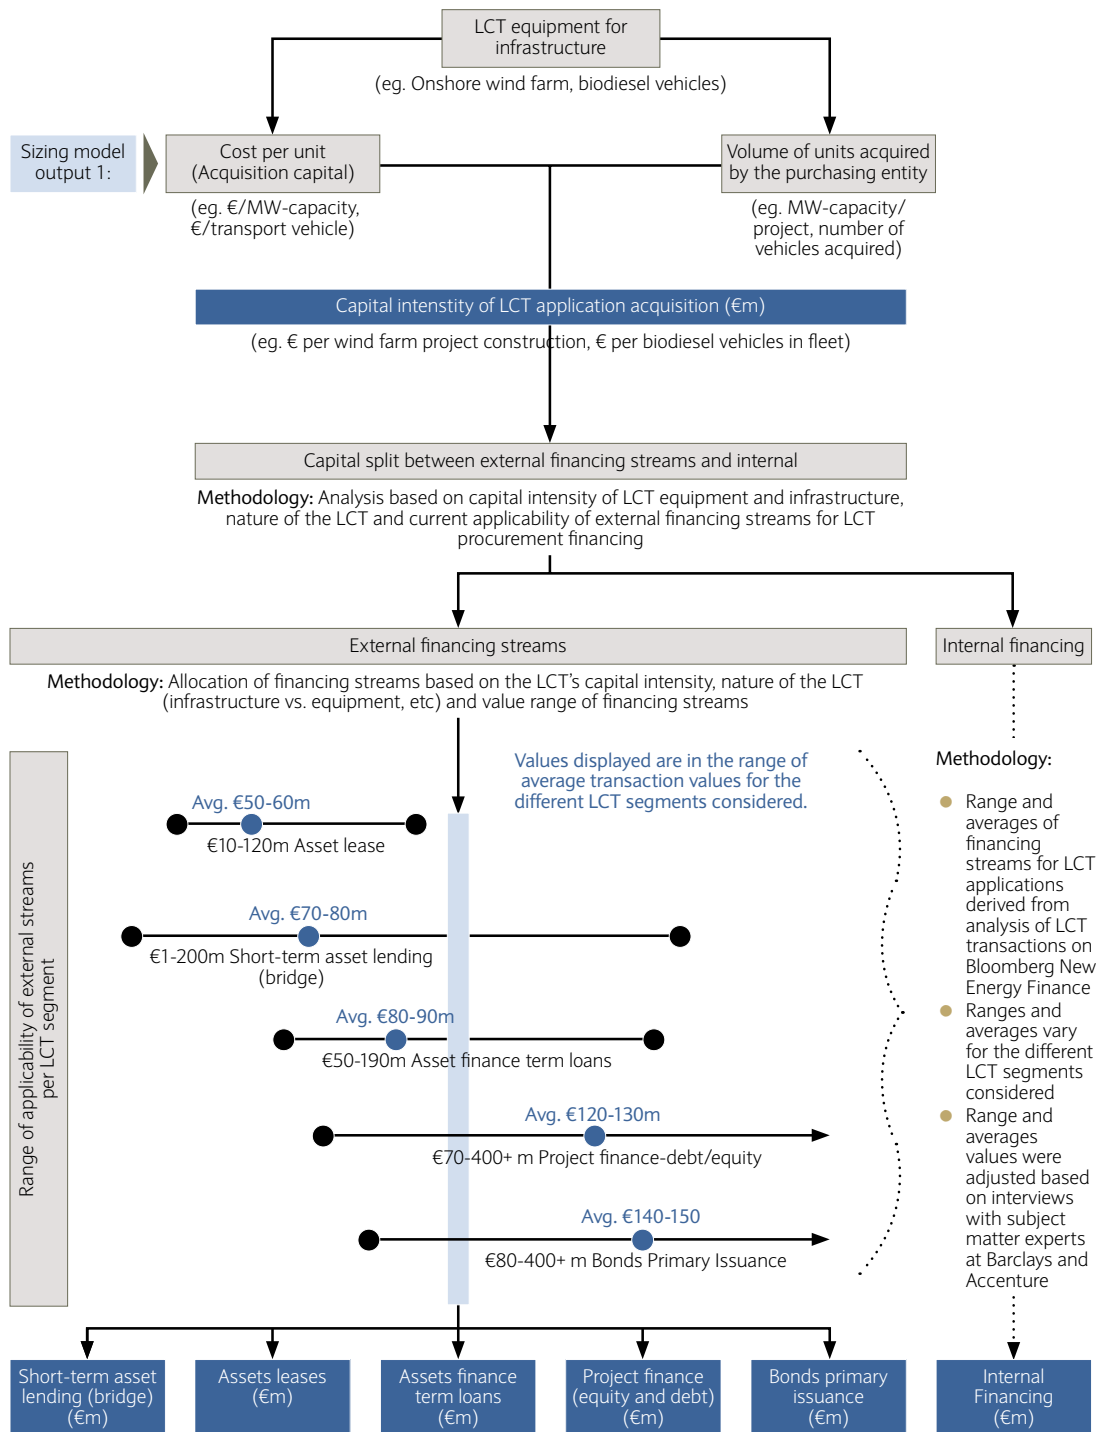 LCT equipment for
infrastructure
(eg. Onshore wind farm, biodiesel vehicles)
Sizing model
output 1:
Cost per unit
(Acquisition capital)
(eg. €/MW-capacity,
€/transport vehicle)
Volume of units acquired
by the purchasing entity
(eg. MW-capacity/
project, number of
vehicles acquired)
Capital intenstity of LCT application acquisition (€m)
(eg. € per wind farm project construction, € per biodiesel vehicles in fleet)
Capital split between external financing streams and internal
Methodology: Analysis based on capital intensity of LCT equipment and infrastructure,
nature of the LCT and current applicability of external financing streams for LCT
procurement financing
External financing streams
Methodology: Allocation of financing streams based on the LCT's capital intensity, nature of the LCT
(infrastructure vs. equipment, etc) and value range of financing streams
Internal financing
Range of applicability of external streams
per LCT segment
Values displayed are in the range of
average transaction values for the
different LCT segments considered.
Avg. €50-60m
€10-120m Asset lease
Avg. €70-80m
€1-200m Short-term asset lending
(bridge)
Avg. €80-90m
€50-190m Asset finance term loans
Avg. €120-130m
€70-400+ m Project finance-debt/equity
Avg. €140-150
€80-400+ m Bonds Primary Issuance
Methodology:
Range and
averages of
financing
streams for LCT
applications
derived from
analysis of LCT
transactions on
Bloomberg New
Energy Finance
Ranges and
averages vary
for the different
LCT segments
considered
Range and
averages
values were
adjusted based
on interviews
with subject
matter experts
at Barclays and
Accenture
Short-term asset
lending (bridge)
(€m)
Assets leases
(€m)
Assets finance
term loans
(€m)
Project finance
(equity and debt)
(€m)
Bonds primary
issuance
(€m)
Internal
Financing
(€m)